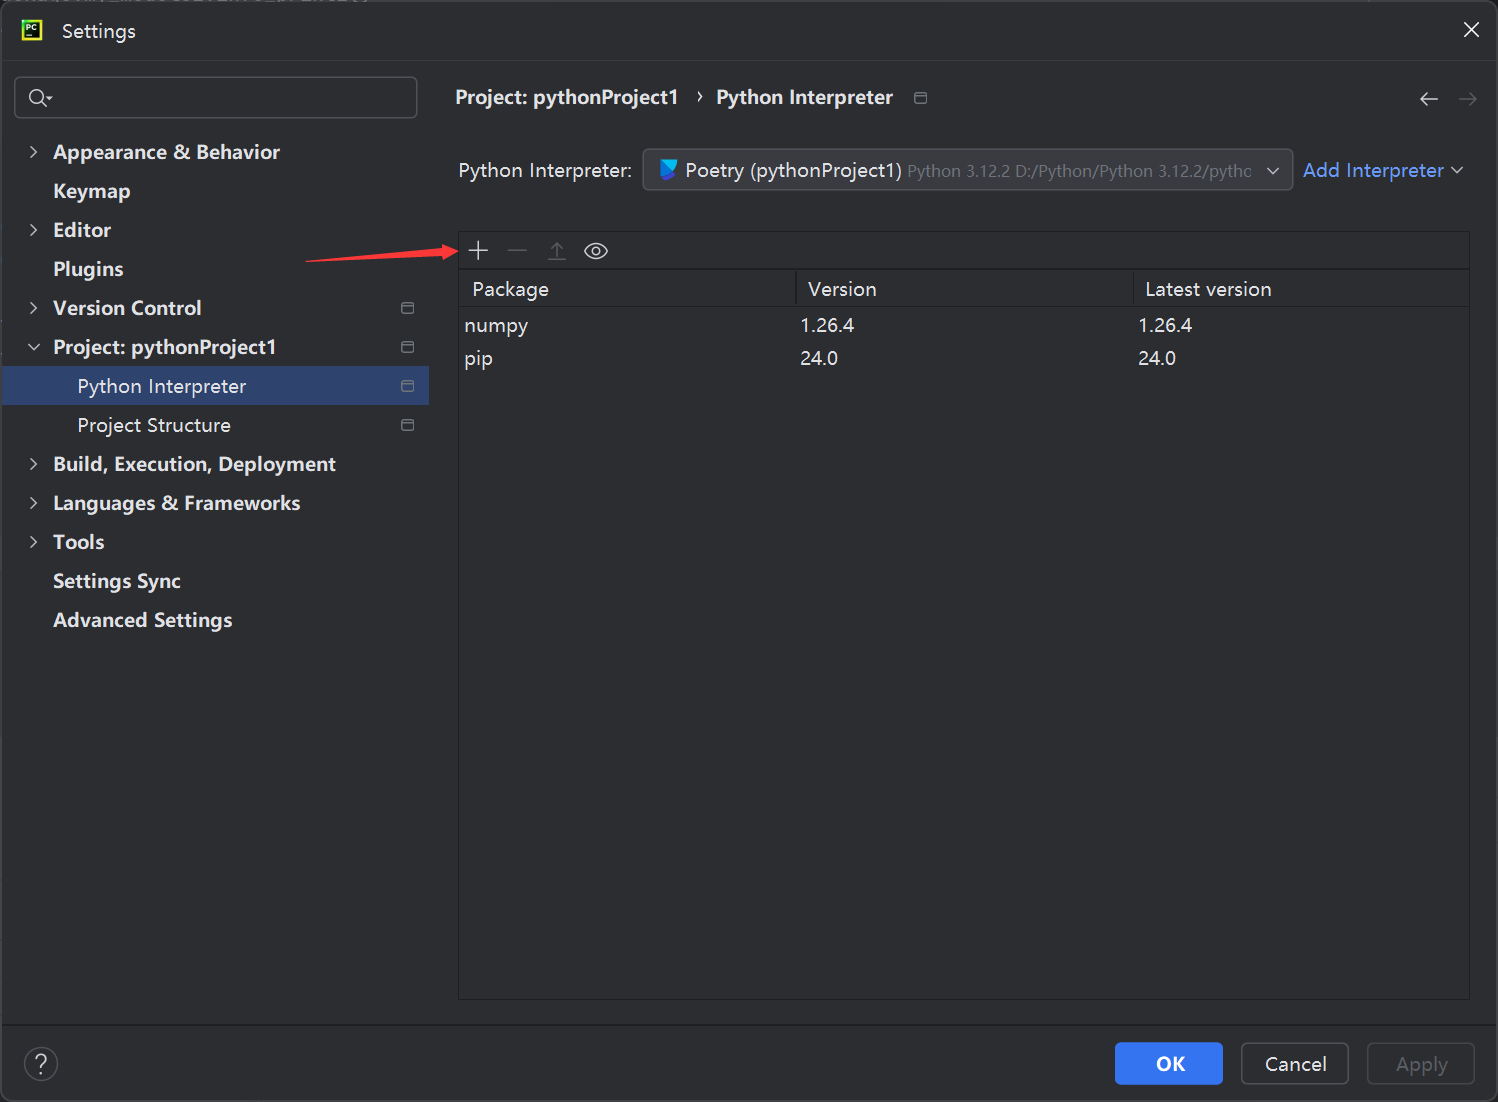 PC
Settings
Project: pythonProject1 › Python Interpreter
Appearance & Behavior
Keymap
Editor
Plugins
Version Control
Project: pythonProject1
Python Interpreter
Project Structure
Build, Execution, Deployment
Languages & Frameworks
Tools
Settings Sync
Advanced Settings
Python Interpreter: Poetry (pythonProject1) Python 3.12.2 D:/Python/Python 3.12.2/pytho Add Interpreter
Package Version Latest version
numpy 1.26.4 1.26.4
pip 24.0 24.0
? OK Cancel Apply